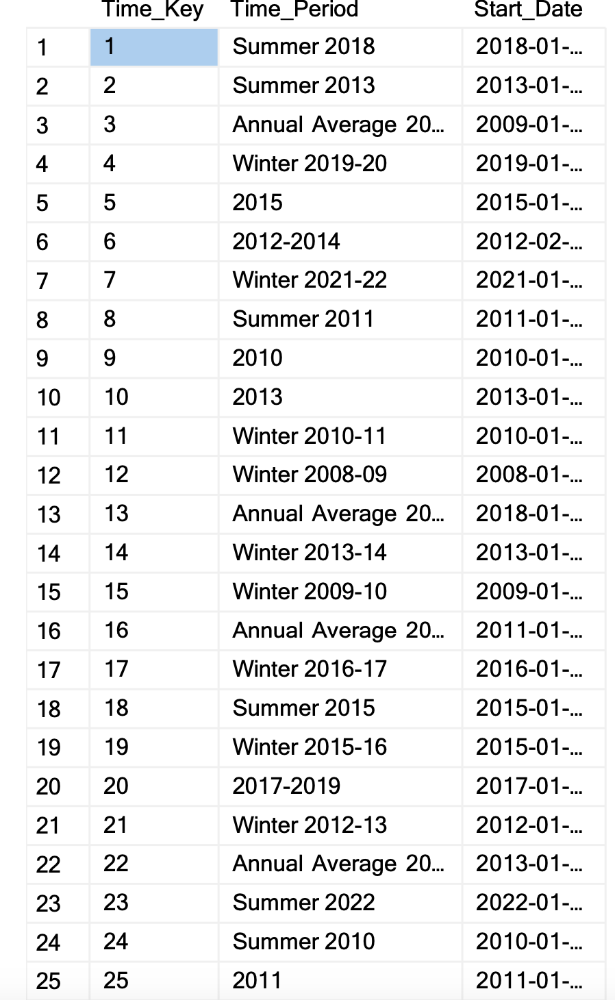 Time_Key Time_Period Start_Date
1 1 Summer 2018 2018-01-...
2 2 Summer 2013 2013-01-...
3 3 Annual Average 20... 2009-01-...
4 4 Winter 2019-20 2019-01-...
5 5 2015 2015-01-...
6 6 2012-2014 2012-02-...
7 7 Winter 2021-22 2021-01-...
8 8 Summer 2011 2011-01-...
9 9 2010 2010-01-...
10 10 2013 2013-01-...
11 11 Winter 2010-11 2010-01-...
12 12 Winter 2008-09 2008-01-...
13 13 Annual Average 20... 2018-01-...
14 14 Winter 2013-14 2013-01-...
15 15 Winter 2009-10 2009-01-...
16 16 Annual Average 20... 2011-01-...
17 17 Winter 2016-17 2016-01-...
18 18 Summer 2015 2015-01-...
19 19 Winter 2015-16 2015-01-...
20 20 2017-2019 2017-01-...
21 21 Winter 2012-13 2012-01-...
22 22 Annual Average 20... 2013-01-...
23 23 Summer 2022 2022-01-...
24 24 Summer 2010 2010-01-...
25 25 2011 2011-01-...